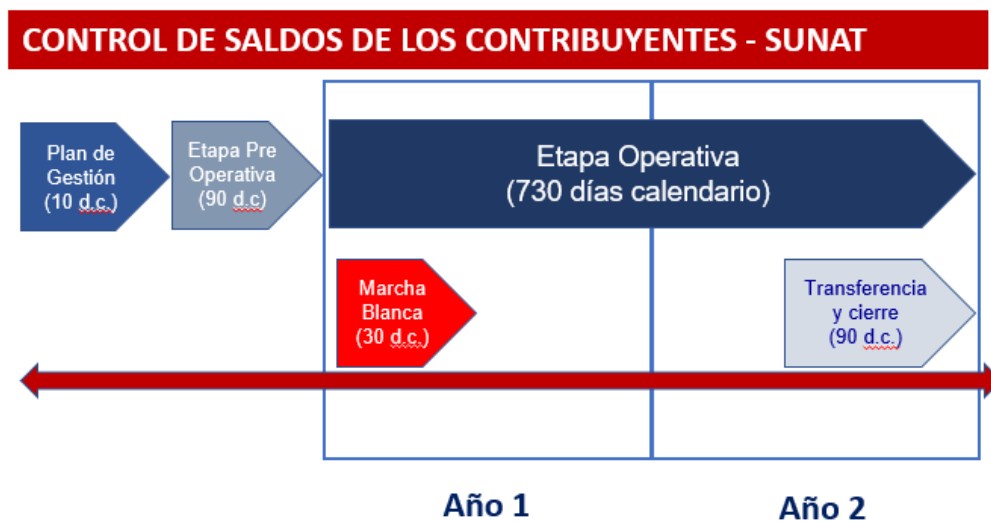 CONTROL DE SALDOS DE LOS CONTRIBUYENTES - SUNAT
Plan de
Gestión
(10 d.c.)
Etapa Pre
Operativa
(90 d.c)
Etapa Operativa
(730 días calendario)
Marcha
Blanca
(30 d.c.)
Transferencia
y cierre
(90 d.c.)
Año 1
Año 2